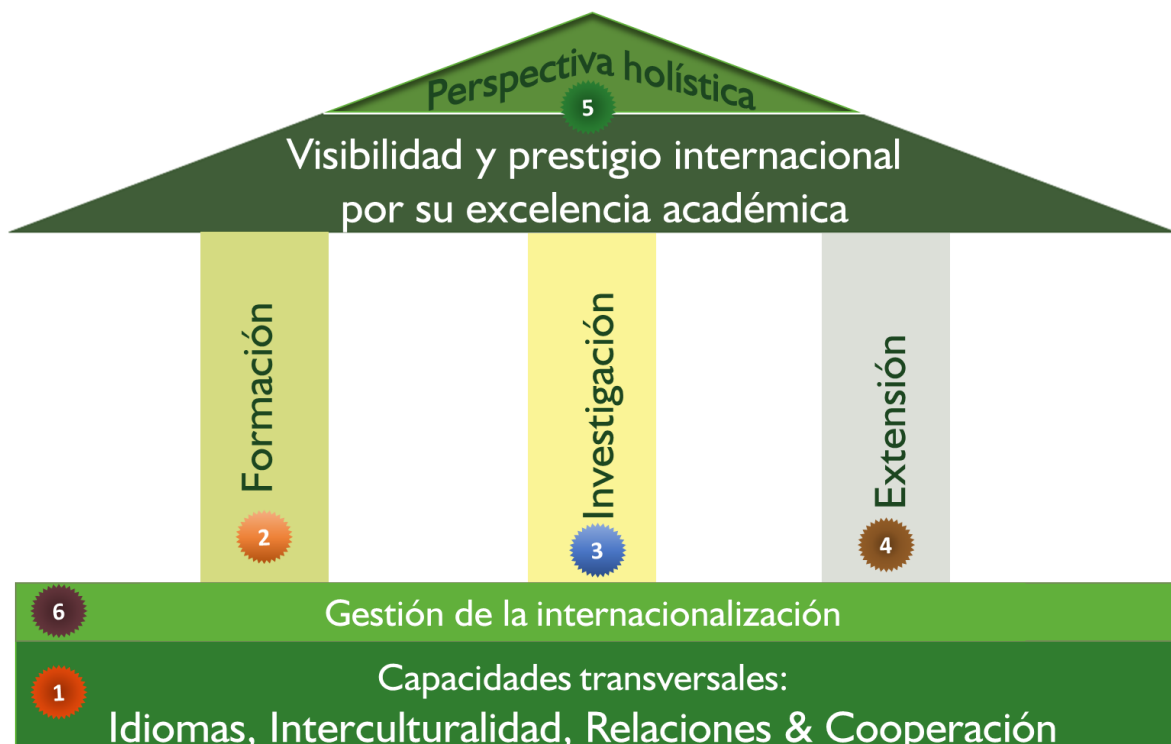 Perspectiva holística
5
Visibilidad y prestigio internacional
por su excelencia académica
Formación
2
Investigación
3
Extensión
4
6
Gestión de la internacionalización
1
Capacidades transversales:
Idiomas, Interculturalidad, Relaciones & Cooperación